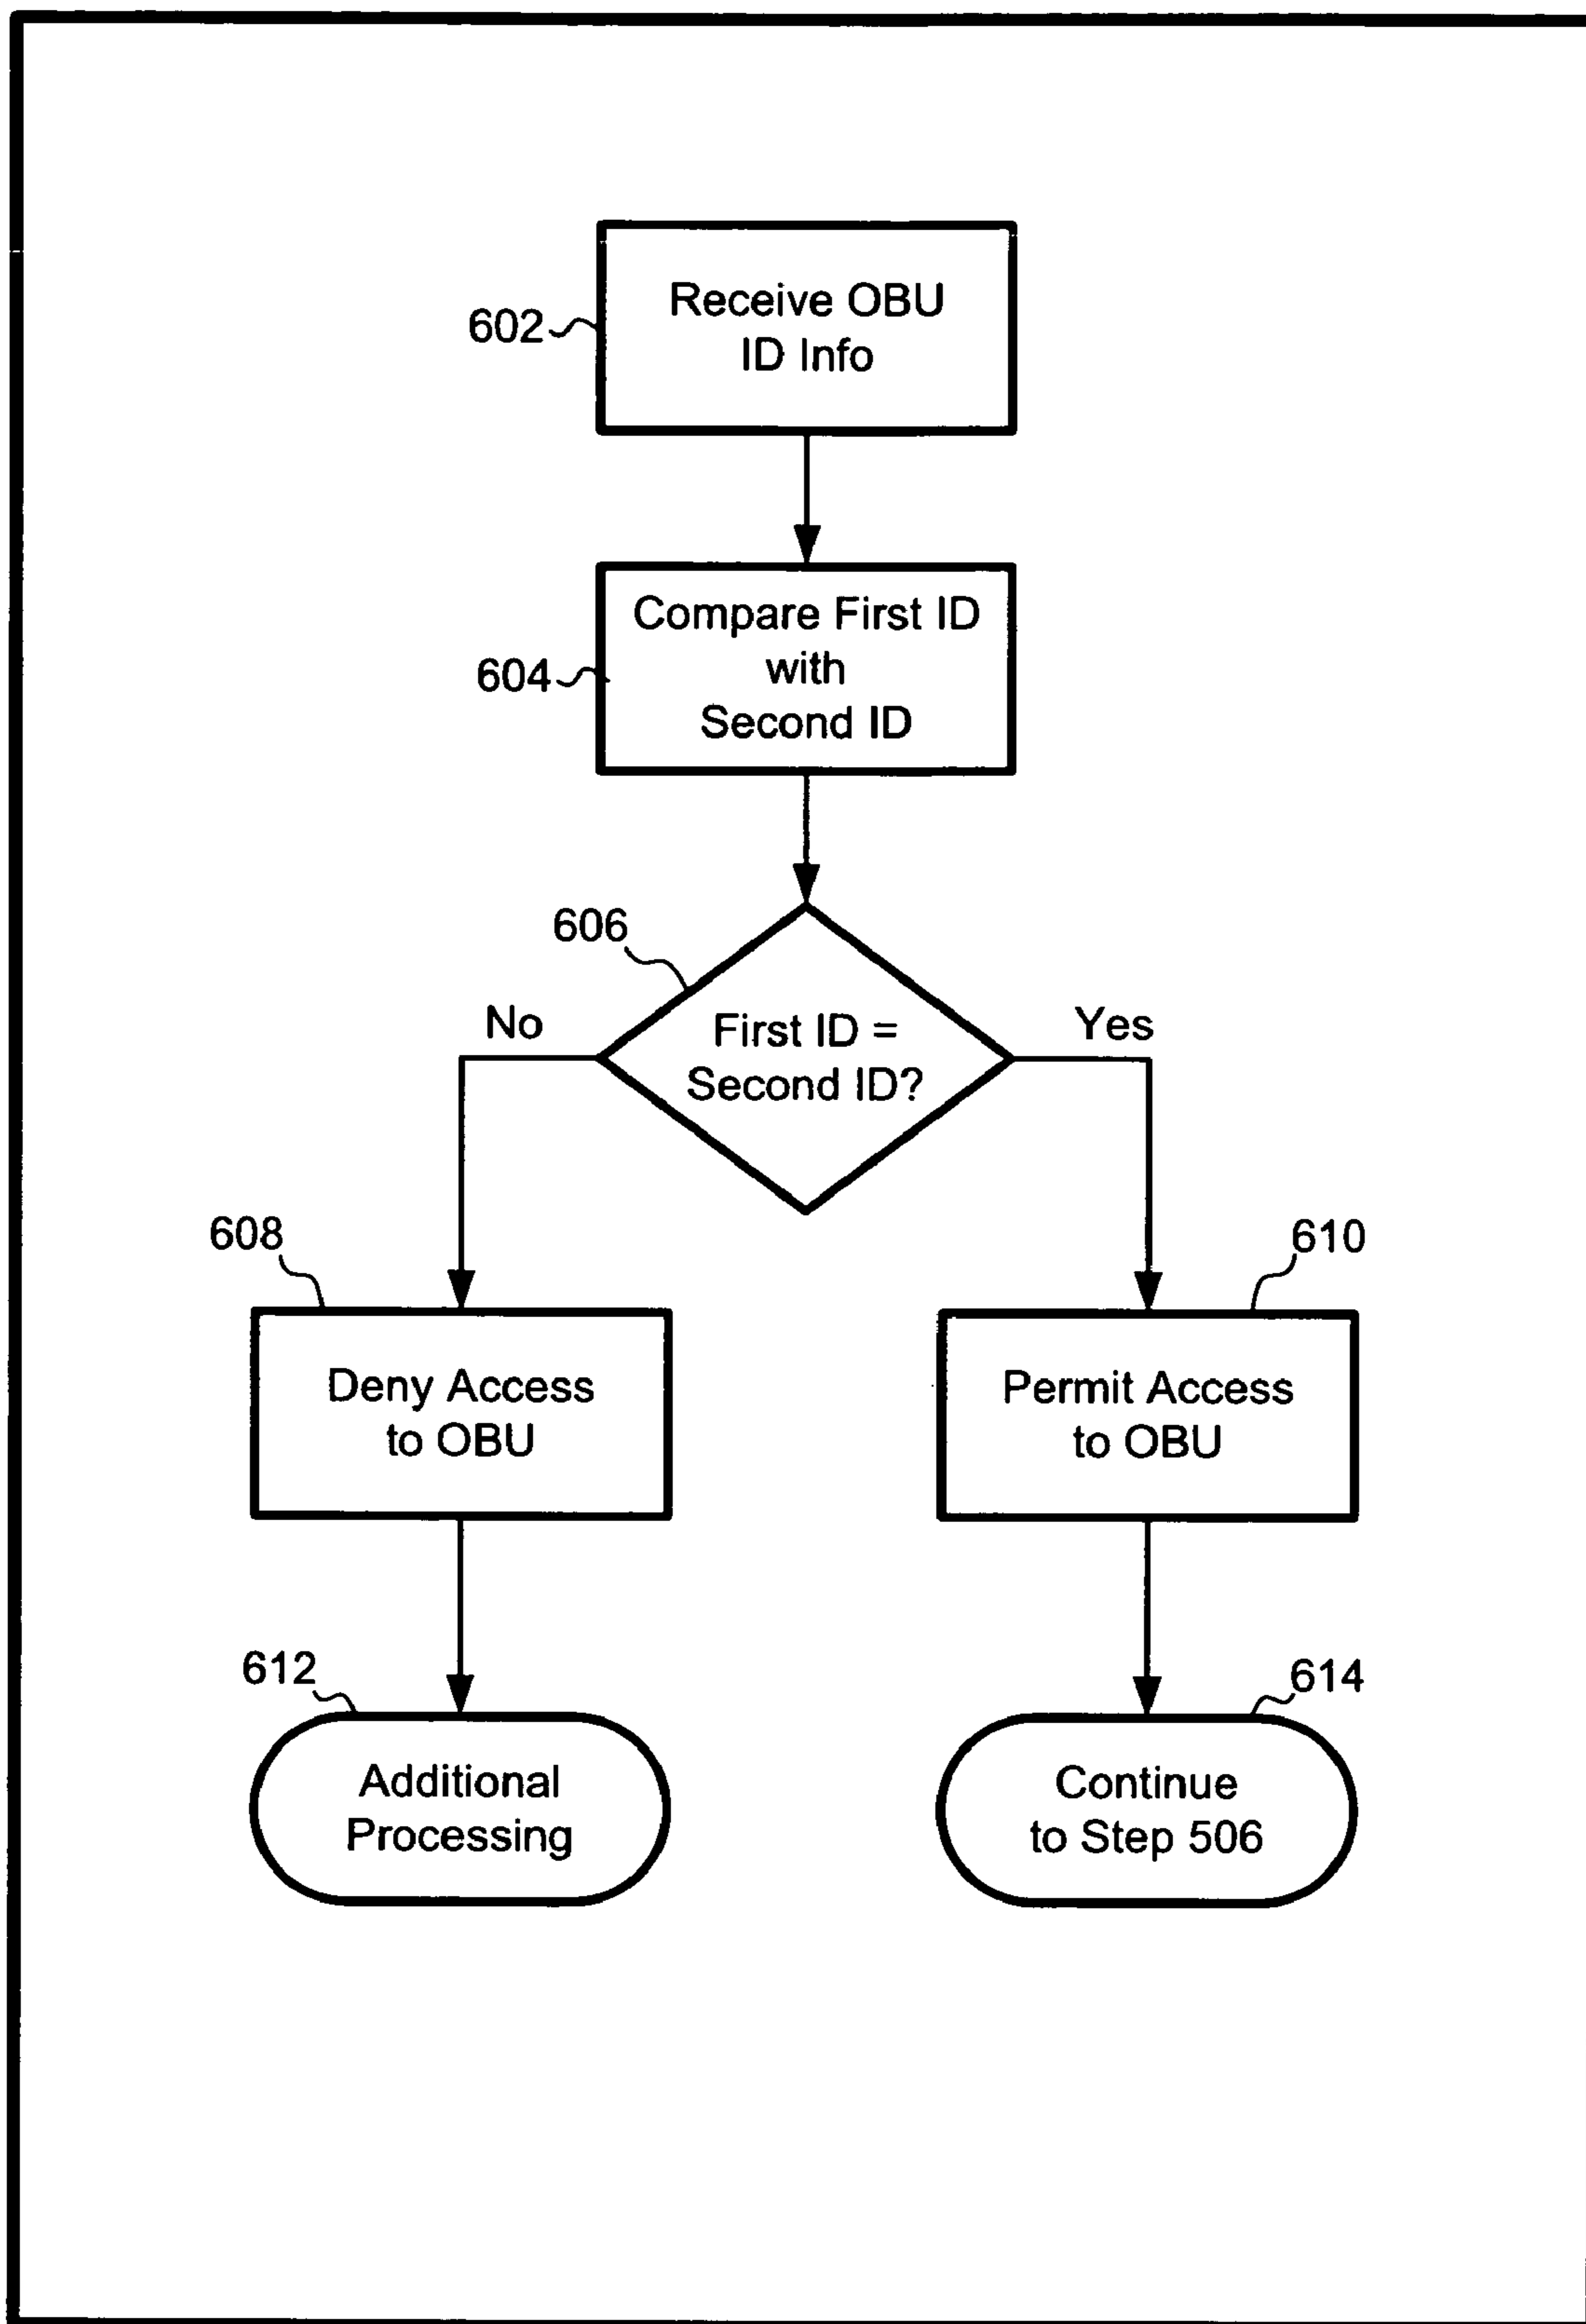 602
Receive OBU
ID Info
604
Compare First ID
with
Second ID
606
No
First ID =
Second ID?
Yes
608
610
Deny Access
to OBU
Permit Access
to OBU
612
614
Additional
Processing
Continue
to Step 506